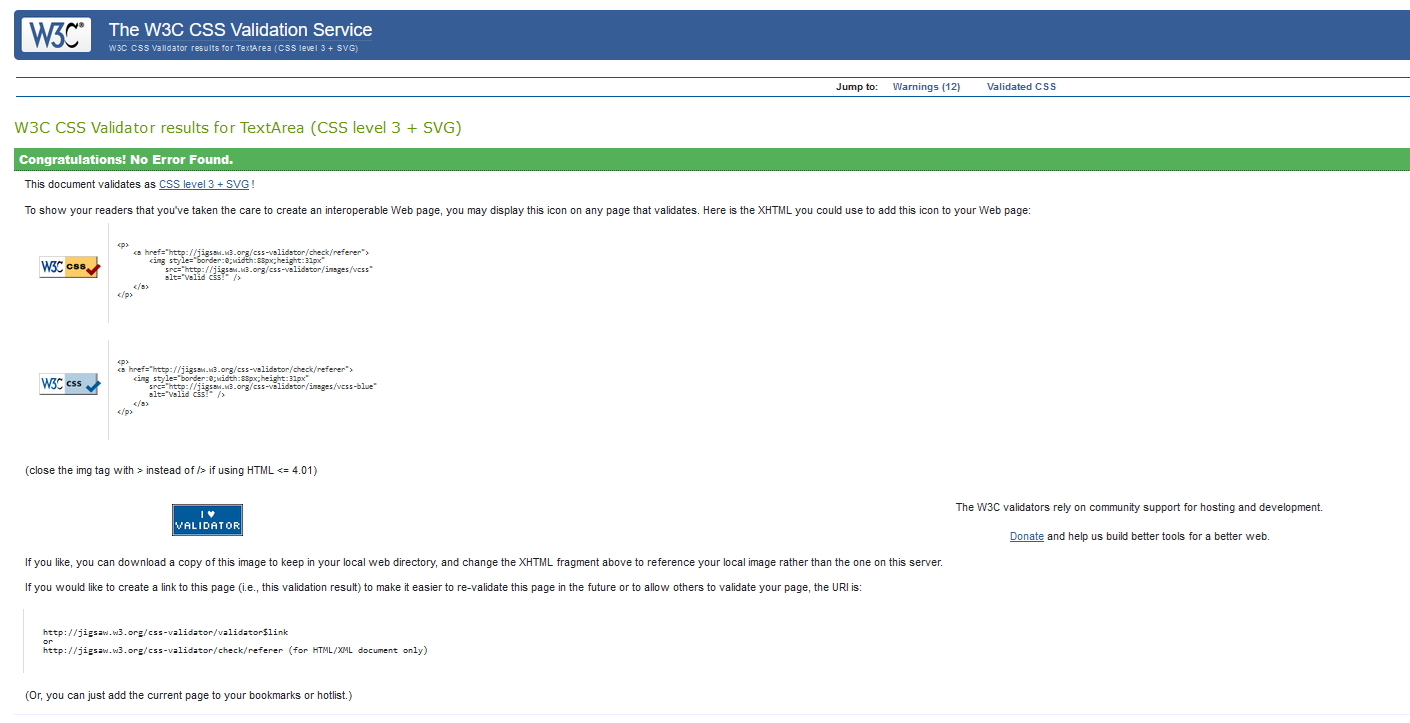 W3C®
The W3C CSS Validation Service
W3C CSS Validator results for TextArea (CSS level 3 + SVG)
Jump to: Warnings (12) Validated CSS
W3C CSS Validator results for TextArea (CSS level 3 + SVG)
Congratulations! No Error Found.
This document validates as CSS level 3 + SVG !
To show your readers that you've taken the care to create an interoperable Web page, you may display this icon on any page that validates. Here is the XHTML you could use to add this icon to your Web page:
W3C css
<p>
<a href="http://jigsaw.w3.org/css-validator/check/referer">
<img style="border:0;width:88px;height:31px"
src="http://jigsaw.w3.org/css-validator/images/vcss"
alt="Valid CSS!" />
</a>
</p>
W3C css
<p>
<a href="http://jigsaw.w3.org/css-validator/check/referer">
<img style="border:0;width:88px;height:31px"
src="http://jigsaw.w3.org/css-validator/images/vcss-blue"
alt="Valid CSS!" />
</a>
</p>
(close the img tag with > instead of /> if using HTML <= 4.01)
I ♥
VALIDATOR
The W3C validators rely on community support for hosting and development.
Donate and help us build better tools for a better web.
If you like, you can download a copy of this image to keep in your local web directory, and change the XHTML fragment above to reference your local image rather than the one on this server.
If you would like to create a link to this page (i.e., this validation result) to make it easier to re-validate this page in the future or to allow others to validate your page, the URI is:
http://jigsaw.w3.org/css-validator/validator$link
or
http://jigsaw.w3.org/css-validator/check/referer (for HTML/XML document only)
(Or, you can just add the current page to your bookmarks or hotlist.)